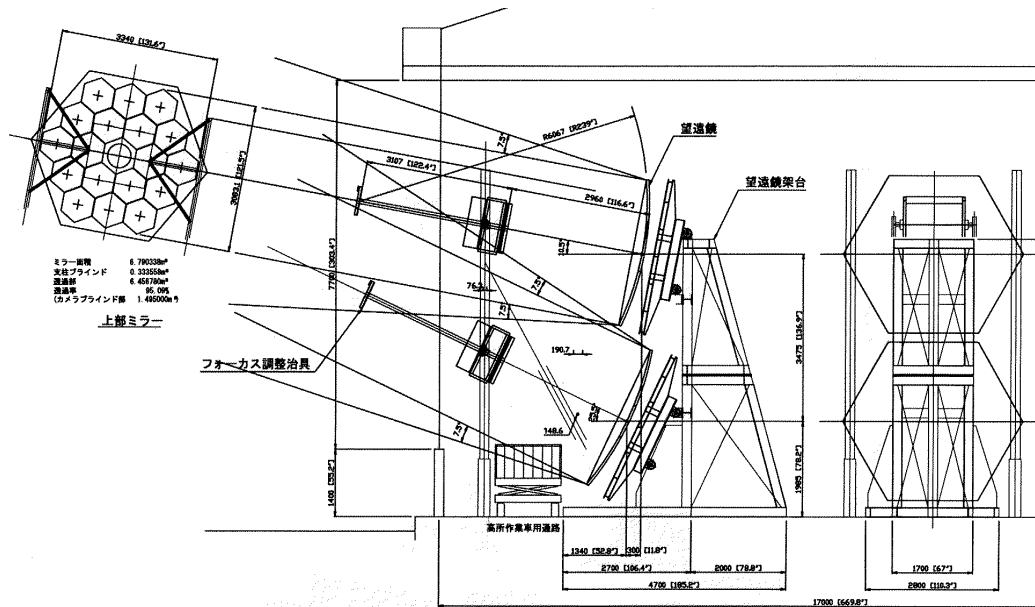 3340 [131.6"]
3083.1 [121.5"]
ミラー面積 6.790338m²
支柱ブラインド 0.333558m²
透過部 6.456780m²
透過率 95.09%
(カメラブラインド部 1.495000m²)
上部ミラー
フォーカス調整治具
7.5°
R6067 [R239"]
望遠鏡
3107 [122.4"]
望遠鏡架台
2960 [116.6"]
10.5°
7.5°
7.5°
190.7
148.6
7.5°
3475 [136.9"]
1985 [78.2"]
1400 [55.2"]
高所作業車用通路
1340 [52.8"]
300 [11.8"]
2700 [106.4"]
2000 [78.8"]
4700 [185.2"]
1700 [67"]
2800 [110.3"]
17000 [669.8"]